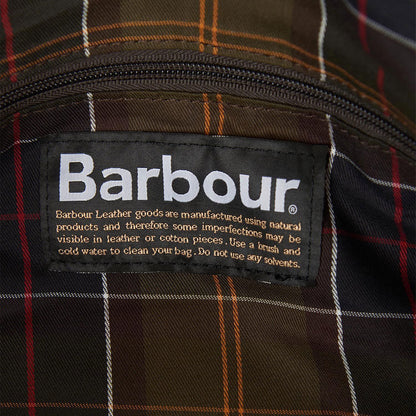 Barbour®
Barbour Leather goods are manufactured using natural
products and therefore some imperfections may be
visible in leather or cotton pieces. Use a brush and
cold water to clean your bag. Do not use any solvents.